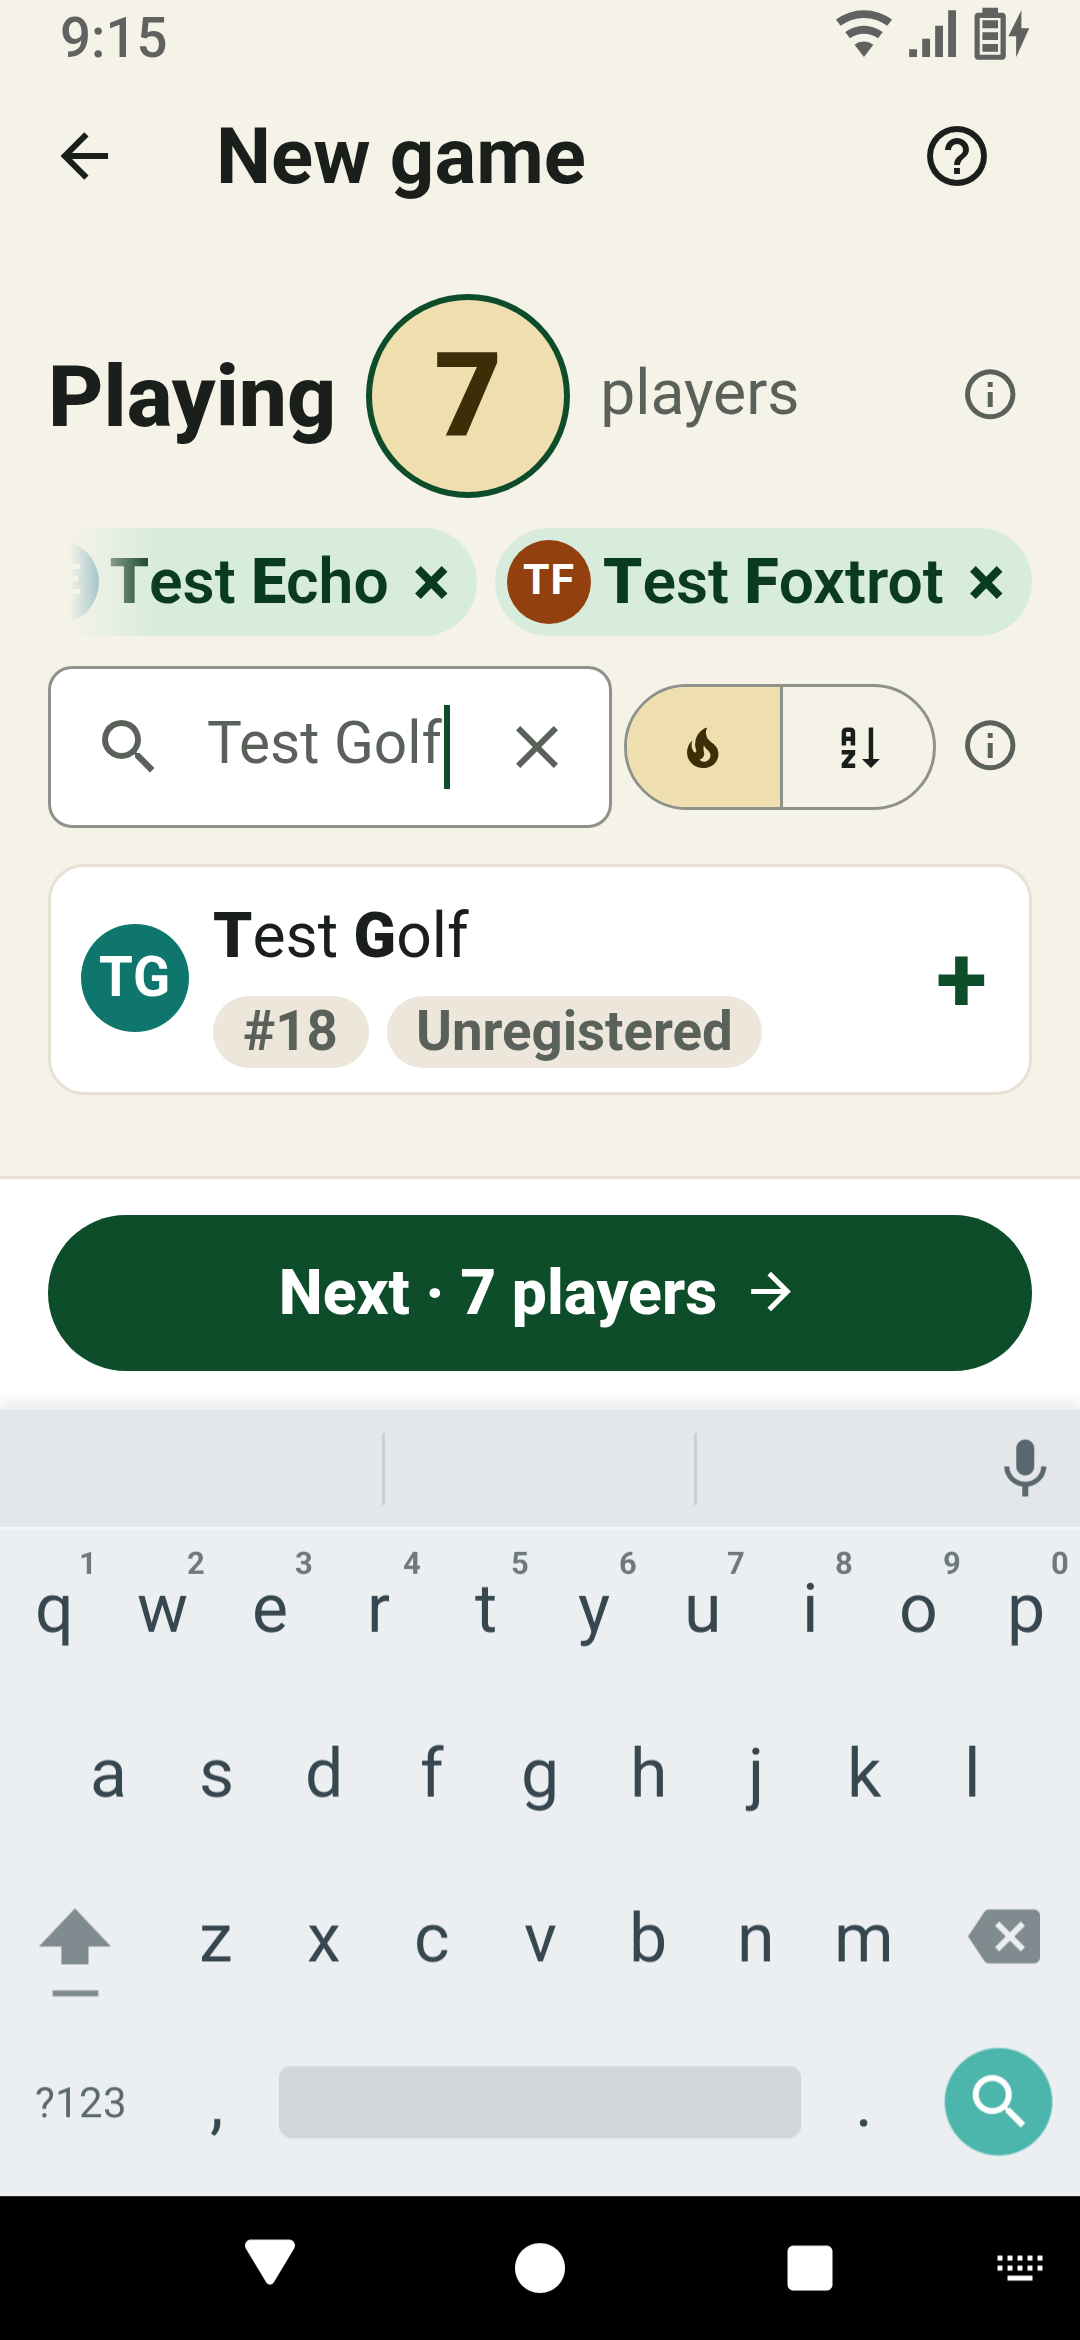 9:15
New game
Playing 7 players
Test Echo × TF Test Foxtrot ×
Test Golf
A
Z
TG Test Golf
#18 Unregistered
Next · 7 players →
1 2 3 4 5 6 7 8 9 0
q w e r t y u i o p
a s d f g h j k l
z x c v b n m
?123 , .